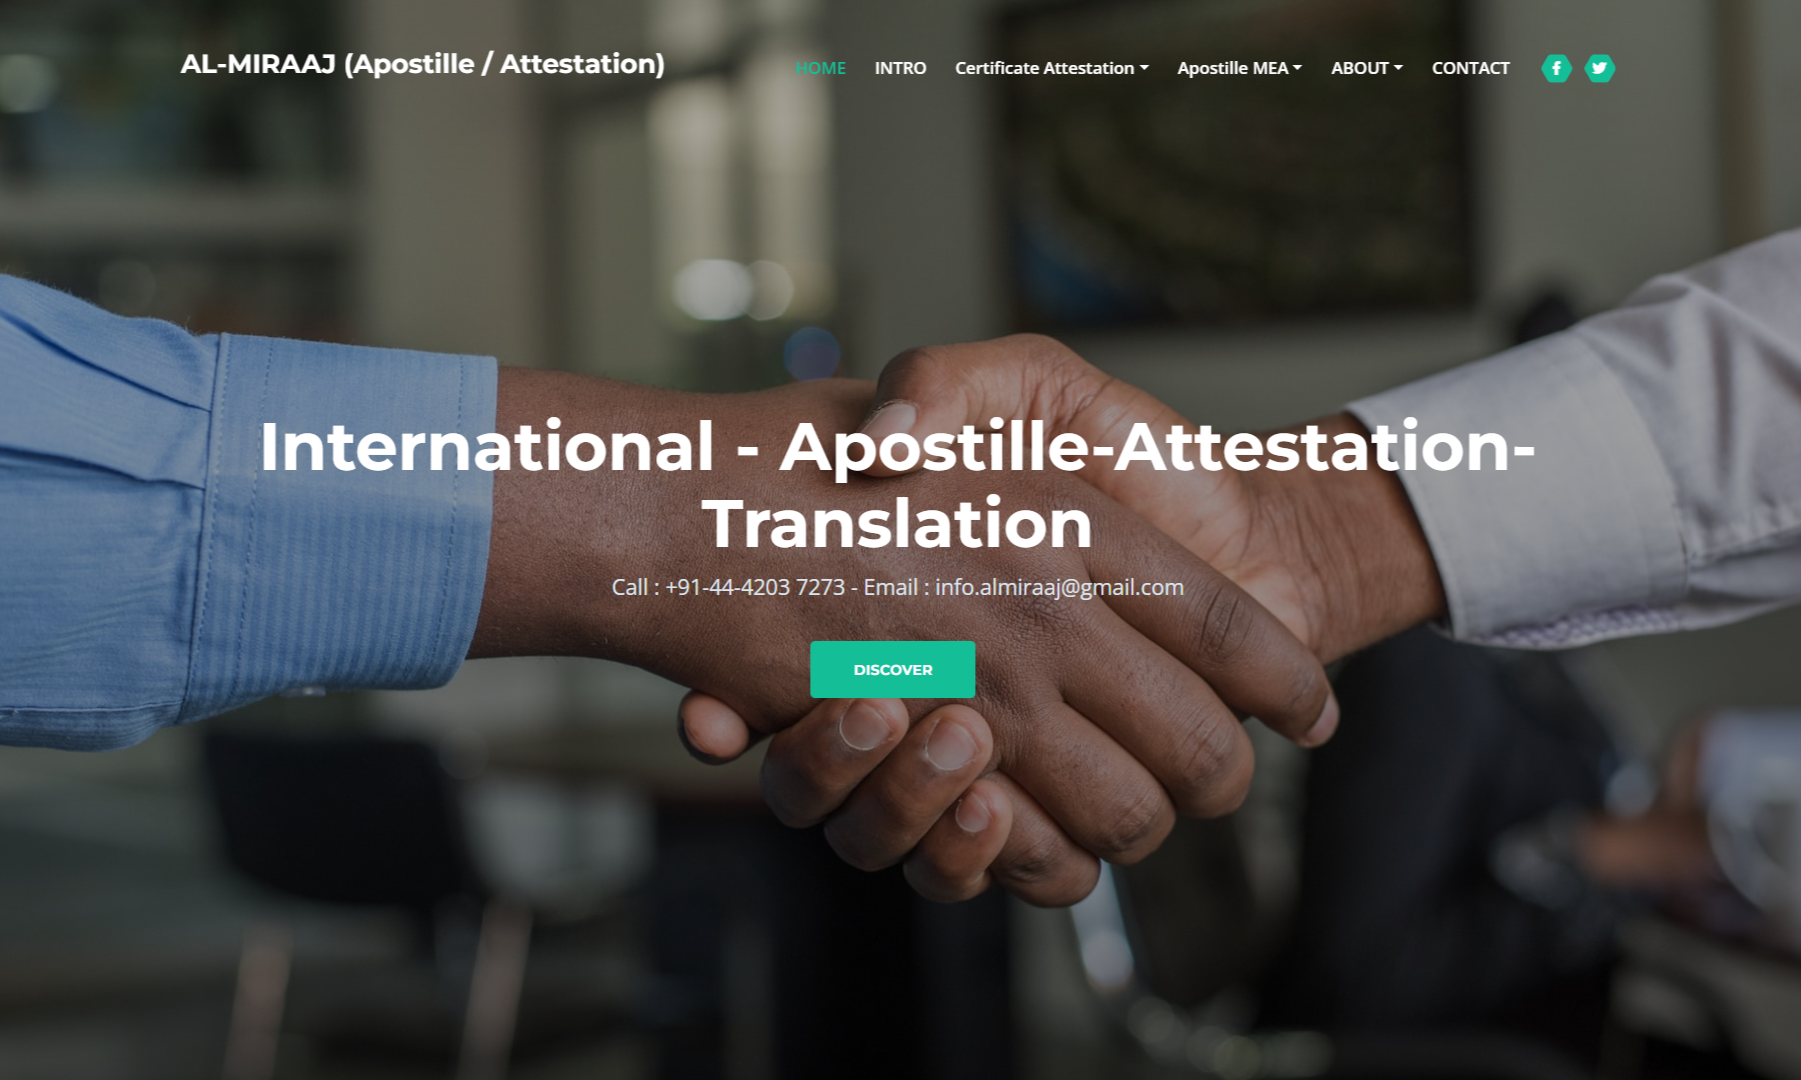 AL-MIRAAJ (Apostille / Attestation)
HOME INTRO Certificate Attestation Apostille MEA ABOUT CONTACT
International - Apostille-Attestation-
Translation
Call : +91-44-4203 7273 - Email : info.almiraaj@gmail.com
DISCOVER